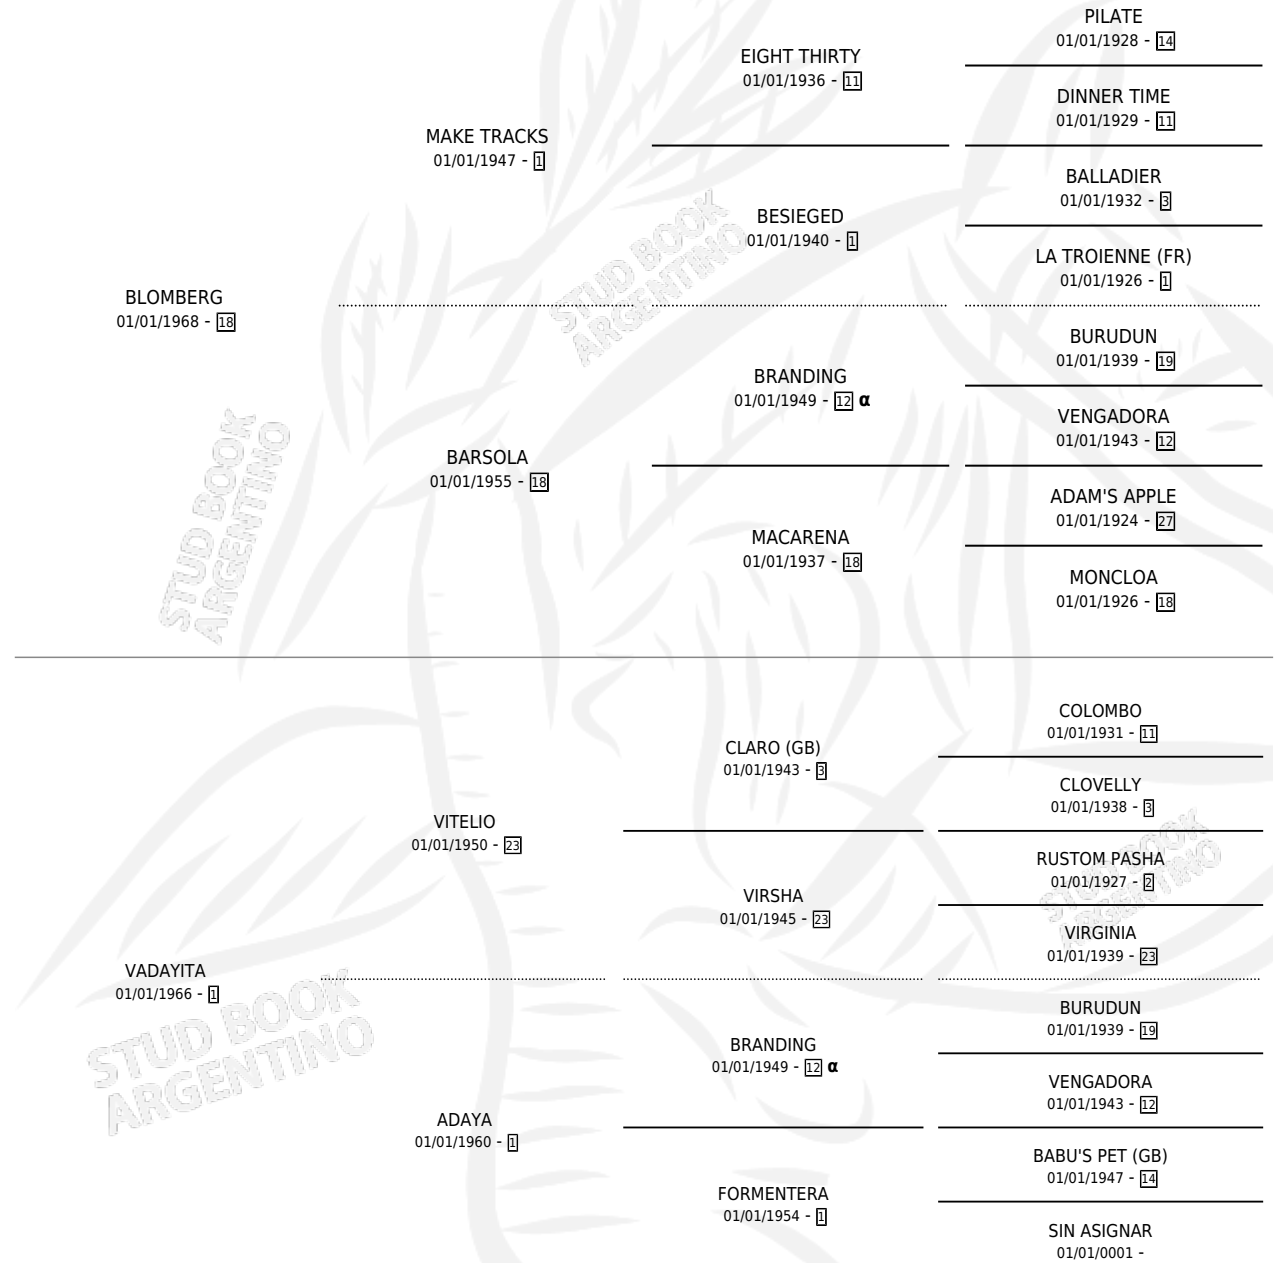 PILATE
01/01/1928 - 14
EIGHT THIRTY
01/01/1936 - 11
DINNER TIME
01/01/1929 - 11
MAKE TRACKS
01/01/1947 - 1
BALLADIER
01/01/1932 - 3
BESIEGED
01/01/1940 - 1
LA TROIENNE (FR)
01/01/1926 - 1
BLOMBERG
01/01/1968 - 18
BURUDUN
01/01/1939 - 19
BRANDING
01/01/1949 - 12 α
VENGADORA
01/01/1943 - 12
BARSOLA
01/01/1955 - 18
ADAM'S APPLE
01/01/1924 - 27
MACARENA
01/01/1937 - 18
MONCLOA
01/01/1926 - 18
COLOMBO
01/01/1931 - 11
CLARO (GB)
01/01/1943 - 3
CLOVELLY
01/01/1938 - 3
VITELIO
01/01/1950 - 23
RUSTOM PASHA
01/01/1927 - 2
VIRSHA
01/01/1945 - 23
VIRGINIA
01/01/1939 - 23
VADAYITA
01/01/1966 - 1
BURUDUN
01/01/1939 - 19
BRANDING
01/01/1949 - 12 α
VENGADORA
01/01/1943 - 12
ADAYA
01/01/1960 - 1
BABU'S PET (GB)
01/01/1947 - 14
FORMENTERA
01/01/1954 - 1
SIN ASIGNAR
01/01/0001 -
STUD BOOK
ARGENTINO
STUD BOOK
ARGENTINO
STUD BOOK
ARGENTINO
STUD BOOK
ARGENTINO